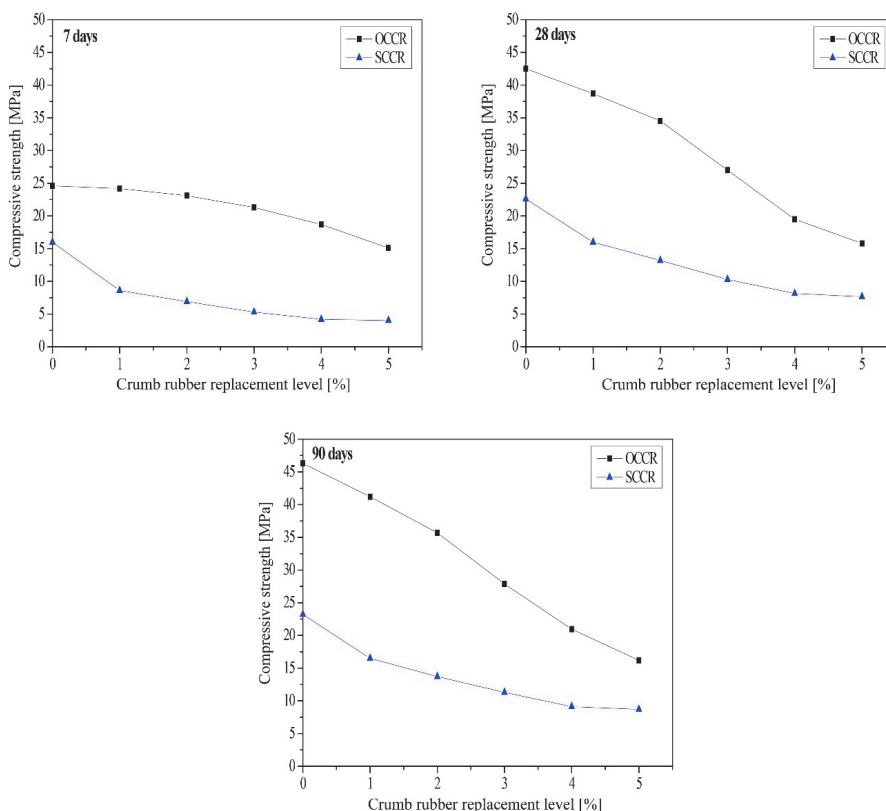 7 days
OCCR
SCCR
Compressive strength [MPa]
50
45
40
35
30
25
20
15
10
5
0
0 1 2 3 4 5
Crumb rubber replacement level [%]
28 days
OCCR
SCCR
Compressive strength [MPa]
50
45
40
35
30
25
20
15
10
5
0
0 1 2 3 4 5
Crumb rubber replacement level [%]
90 days
OCCR
SCCR
Compressive strength [MPa]
50
45
40
35
30
25
20
15
10
5
0
0 1 2 3 4 5
Crumb rubber replacement level [%]